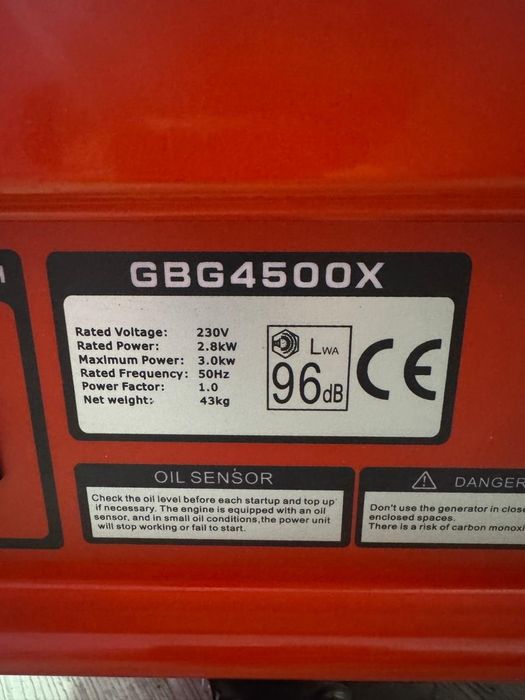 GBG4500X
Rated Voltage: 230V
Rated Power: 2.8kW
Maximum Power: 3.0kw
Rated Frequency: 50Hz
Power Factor: 1.0
Net weight: 43kg
LWA
96dB
CE
OIL SENSOR
Check the oil level before each startup and top up
if necessary. The engine is equipped with an oil
sensor, and in small oil conditions,the power unit
will stop working or fail to start.
DANGER
Don't use the generator in close
enclosed spaces.
There is a risk of carbon monoxi